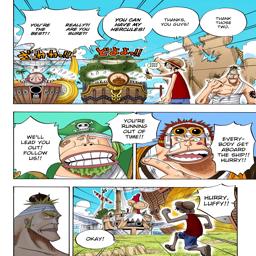 YOU'RE
THE
BEST!!
REALLY!!
ARE YOU
SURE?!
YOU CAN
HAVE MY
HERCULES!
THANKS,
YOU GUYS!
THANK
THOSE
TWO.
WE'LL
LEAD YOU
OUT!
FOLLOW
US!!
YOU'RE
RUNNING
OUT OF
TIME!!
EVERY-
BODY GET
ABOARD
THE SHIP!!
HURRY!!
OKAY!
HURRY,
LUFFY!!